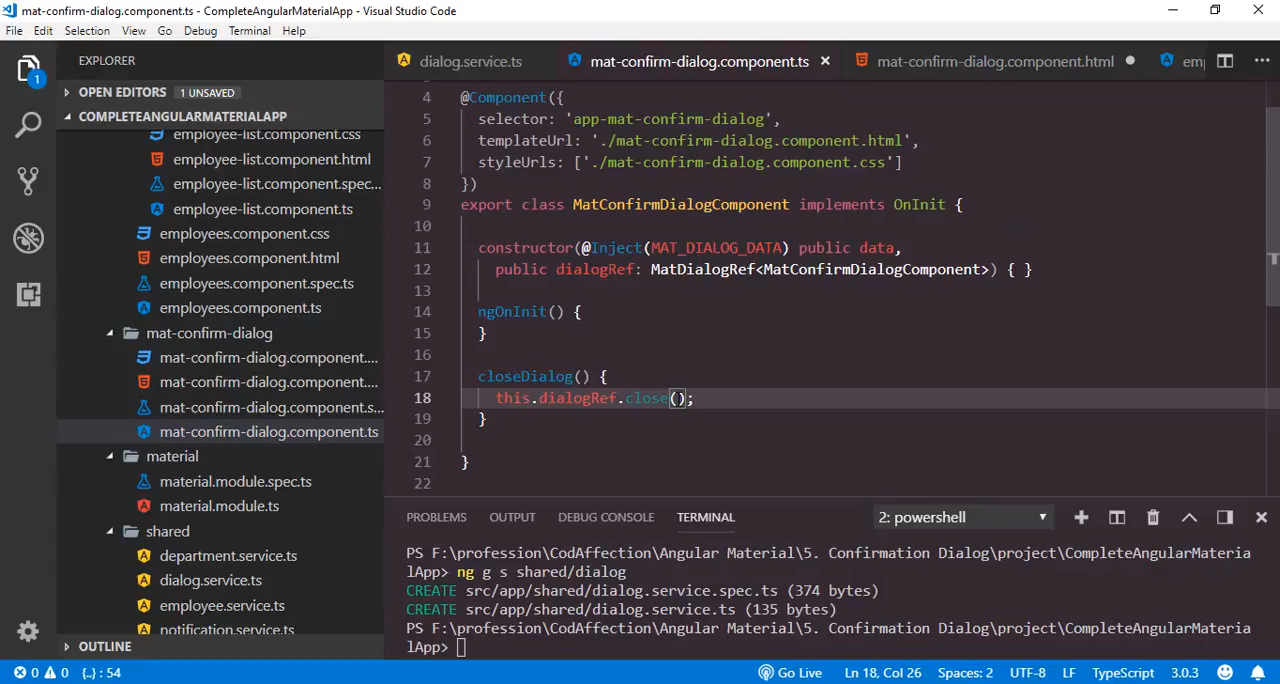 mat-confirm-dialog.component.ts - CompleteAngularMaterialApp - Visual Studio Code
File Edit Selection View Go Debug Terminal Help
EXPLORER
dialog.service.ts
mat-confirm-dialog.component.ts
mat-confirm-dialog.component.html
em
1
OPEN EDITORS 1 UNSAVED
COMPLETEANGULARMATERIALAPP
employee-list.component.css
employee-list.component.html
employee-list.component.spec...
employee-list.component.ts
employees.component.css
employees.component.html
employees.component.spec.ts
employees.component.ts
mat-confirm-dialog
mat-confirm-dialog.component....
mat-confirm-dialog.component....
mat-confirm-dialog.component.s...
mat-confirm-dialog.component.ts
material
material.module.spec.ts
material.module.ts
shared
department.service.ts
dialog.service.ts
employee.service.ts
notification.service.ts
OUTLINE
4 @Component({
5 selector: 'app-mat-confirm-dialog',
6 templateUrl: './mat-confirm-dialog.component.html',
7 styleUrls: ['./mat-confirm-dialog.component.css']
8 })
9 export class MatConfirmDialogComponent implements OnInit {
10
11 constructor(@Inject(MAT_DIALOG_DATA) public data,
12 public dialogRef: MatDialogRef<MatConfirmDialogComponent>) { }
13
14 ngOnInit() {
15 }
16
17 closeDialog() {
18 this.dialogRef.close();
19 }
20
21 }
22
PROBLEMS OUTPUT DEBUG CONSOLE TERMINAL 2: powershell
PS F:\profession\CodAffection\Angular Material\5. Confirmation Dialog\project\CompleteAngularMateria
lApp> ng g s shared/dialog
CREATE src/app/shared/dialog.service.spec.ts (374 bytes)
CREATE src/app/shared/dialog.service.ts (135 bytes)
PS F:\profession\CodAffection\Angular Material\5. Confirmation Dialog\project\CompleteAngularMateria
lApp>
0 0 {..} : 54 Go Live Ln 18, Col 26 Spaces: 2 UTF-8 LF TypeScript 3.0.3